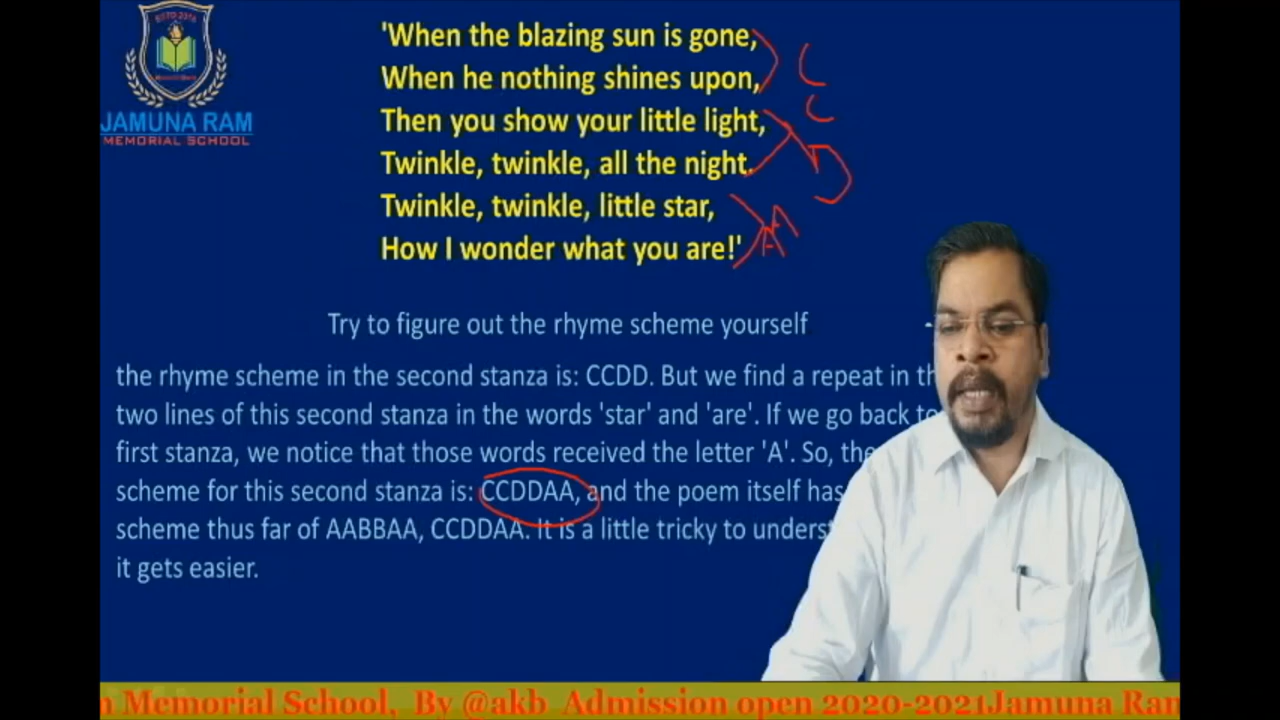 ESTD-2016
JAMUNA RAM
MEMORIAL SCHOOL
'When the blazing sun is gone,
When he nothing shines upon,
Then you show your little light,
Twinkle, twinkle, all the night.
Twinkle, twinkle, little star,
How I wonder what you are!'
C
C
D
A
A
Try to figure out the rhyme scheme yourself
the rhyme scheme in the second stanza is: CCDD. But we find a repeat in
two lines of this second stanza in the words 'star' and 'are'. If we go back to
first stanza, we notice that those words received the letter 'A'. So,
scheme for this second stanza is: CCDDAA, and the poem itself has
scheme thus far of AABBAA, CCDDAA. It is a little tricky to
it gets easier.
Memorial School, By @akb Admission open 2020-2021Jamuna